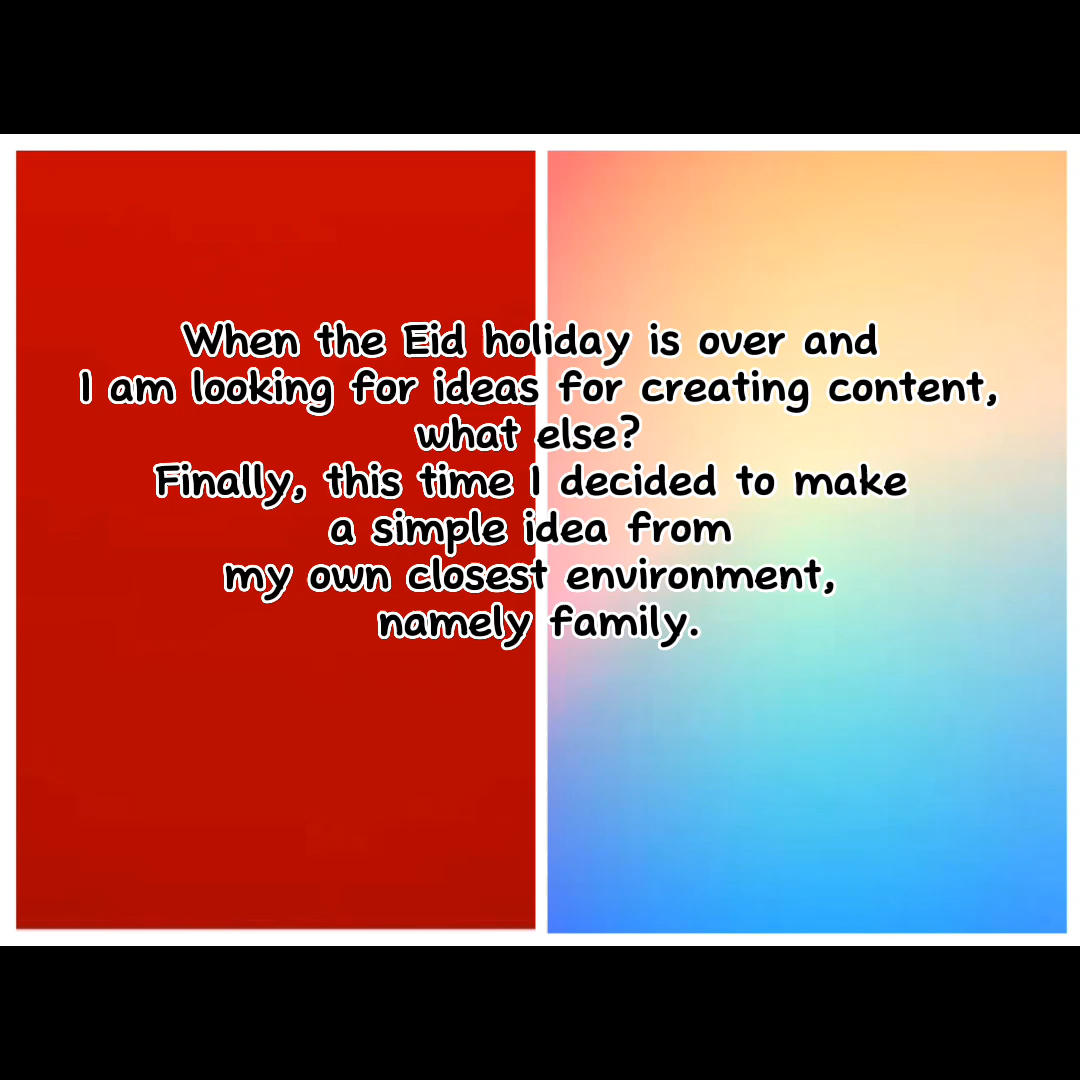 When the Eid holiday is over and
I am looking for ideas for creating content,
what else?
Finally, this time I decided to make
a simple idea from
my own closest environment,
namely family.